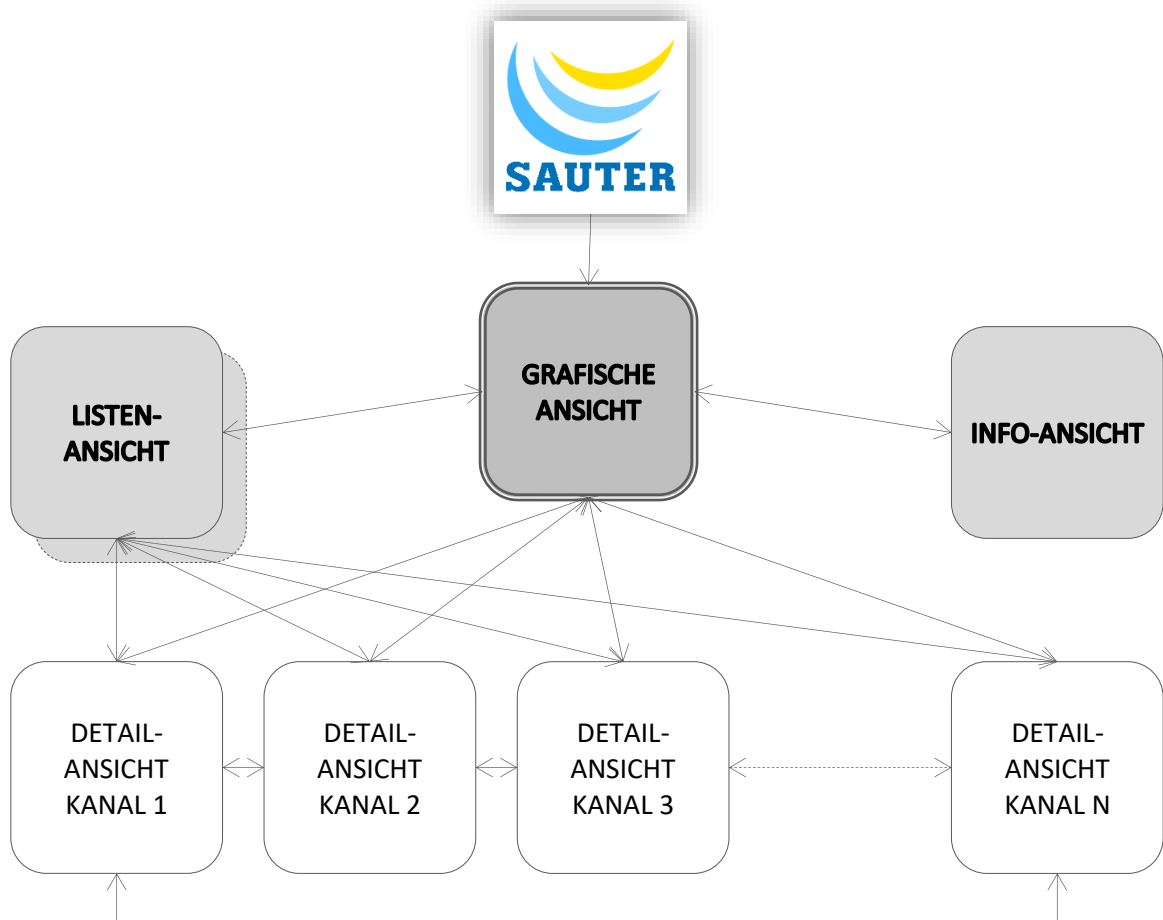 SAUTER
GRAFISCHE
ANSICHT
LISTEN-
ANSICHT
INFO-ANSICHT
DETAIL-
ANSICHT
KANAL 1
DETAIL-
ANSICHT
KANAL 2
DETAIL-
ANSICHT
KANAL 3
DETAIL-
ANSICHT
KANAL N